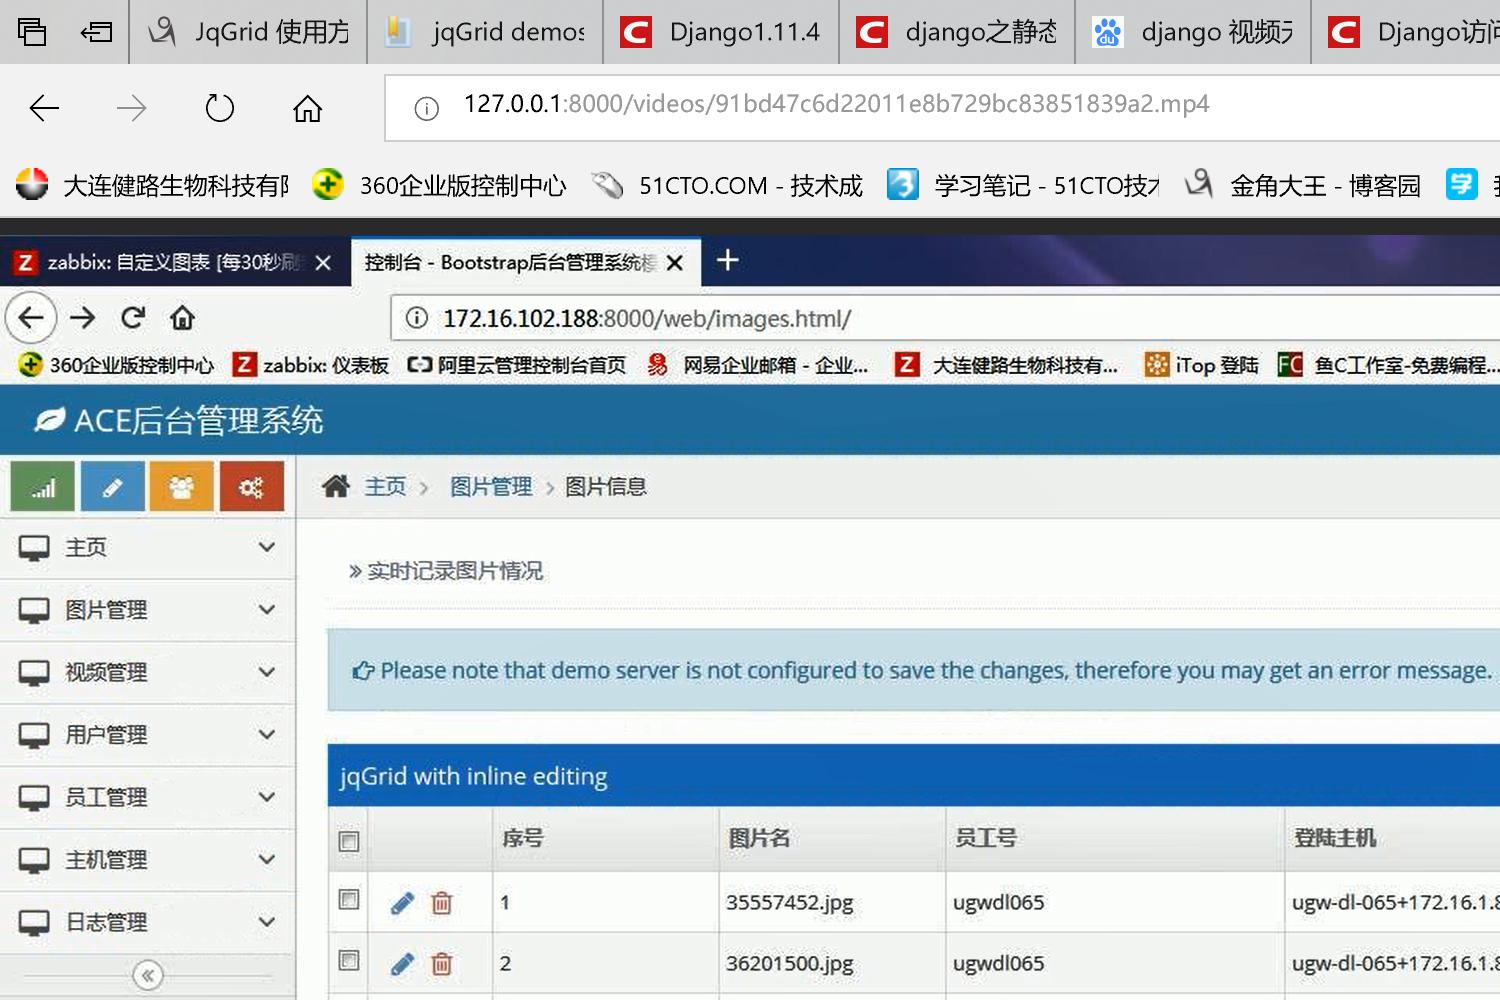 JqGrid 使用方
jqGrid demos
Django1.11.4
django之静态
django 视频无
Django访问
127.0.0.1:8000/videos/91bd47c6d22011e8b729bc83851839a2.mp4
大连健路生物科技有限
360企业版控制中心
51CTO.COM - 技术成
学习笔记 - 51CTO技术
金角大王 - 博客园
学
zabbix: 自定义图表 [每30秒刷
控制台 - Bootstrap后台管理系统模
172.16.102.188:8000/web/images.html/
360企业版控制中心
zabbix: 仪表板
阿里云管理控制台首页
网易企业邮箱 - 企业...
大连健路生物科技有...
iTop 登陆
鱼C工作室-免费编程...
ACE后台管理系统
主页 > 图片管理 > 图片信息
主页
图片管理
视频管理
用户管理
员工管理
主机管理
日志管理
» 实时记录图片情况
Please note that demo server is not configured to save the changes, therefore you may get an error message.
jqGrid with inline editing
序号 图片名 员工号 登陆主机
1 35557452.jpg ugwdl065 ugw-dl-065+172.16.1.8
2 36201500.jpg ugwdl065 ugw-dl-065+172.16.1.8